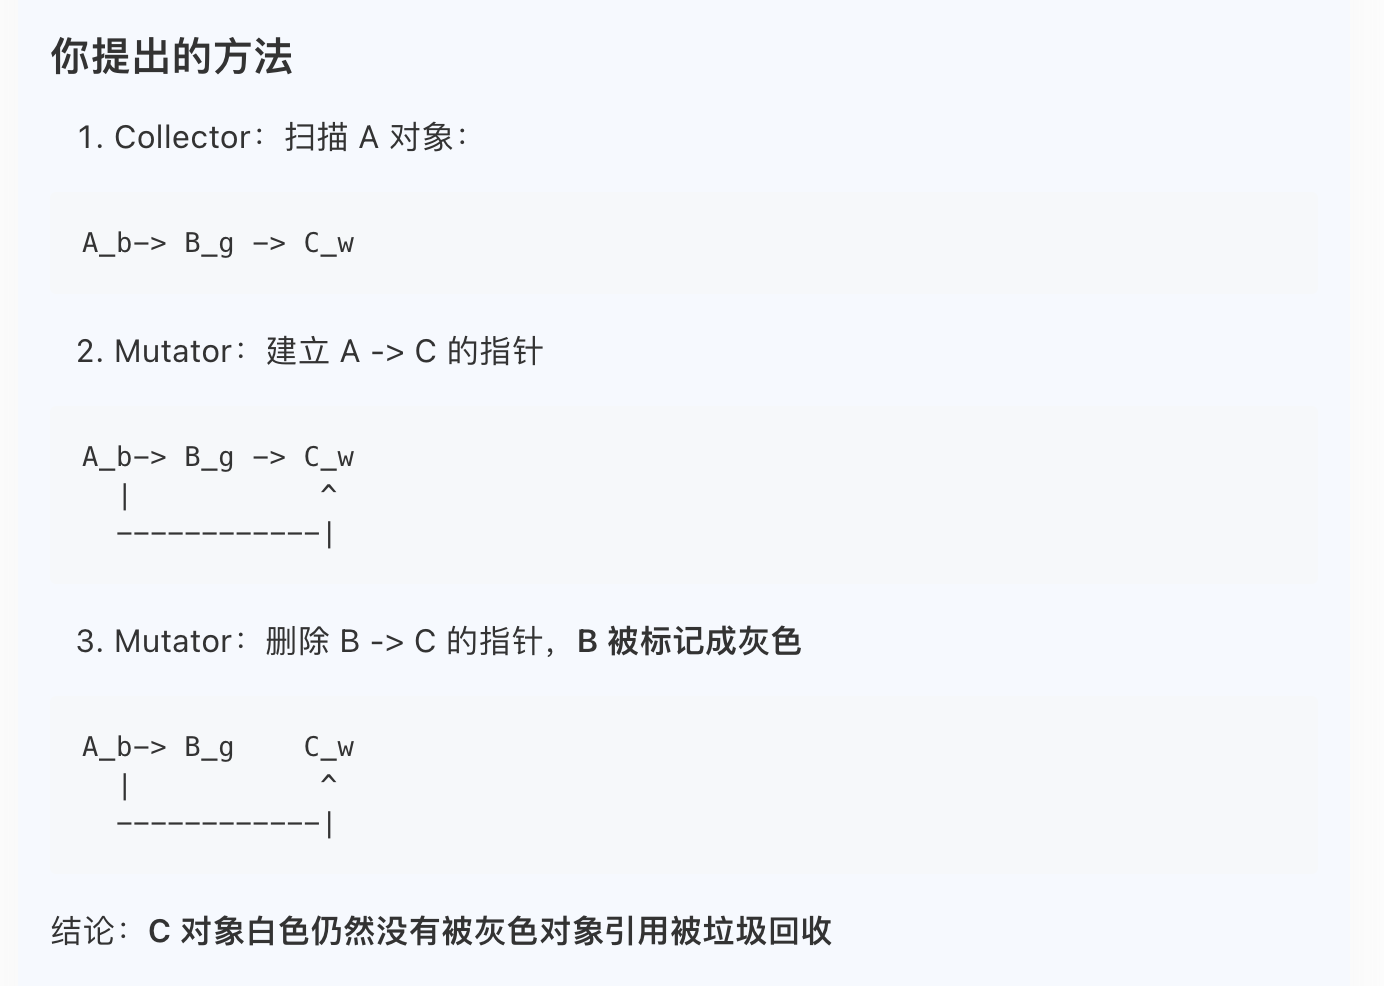 你提出的方法
1. Collector：扫描 A 对象：
A_b-> B_g -> C_w
2. Mutator：建立 A -> C 的指针
A_b-> B_g -> C_w
  |           ^
  ------------|
3. Mutator：删除 B -> C 的指针，B 被标记成灰色
A_b-> B_g    C_w
  |           ^
  ------------|
结论：C 对象白色仍然没有被灰色对象引用被垃圾回收